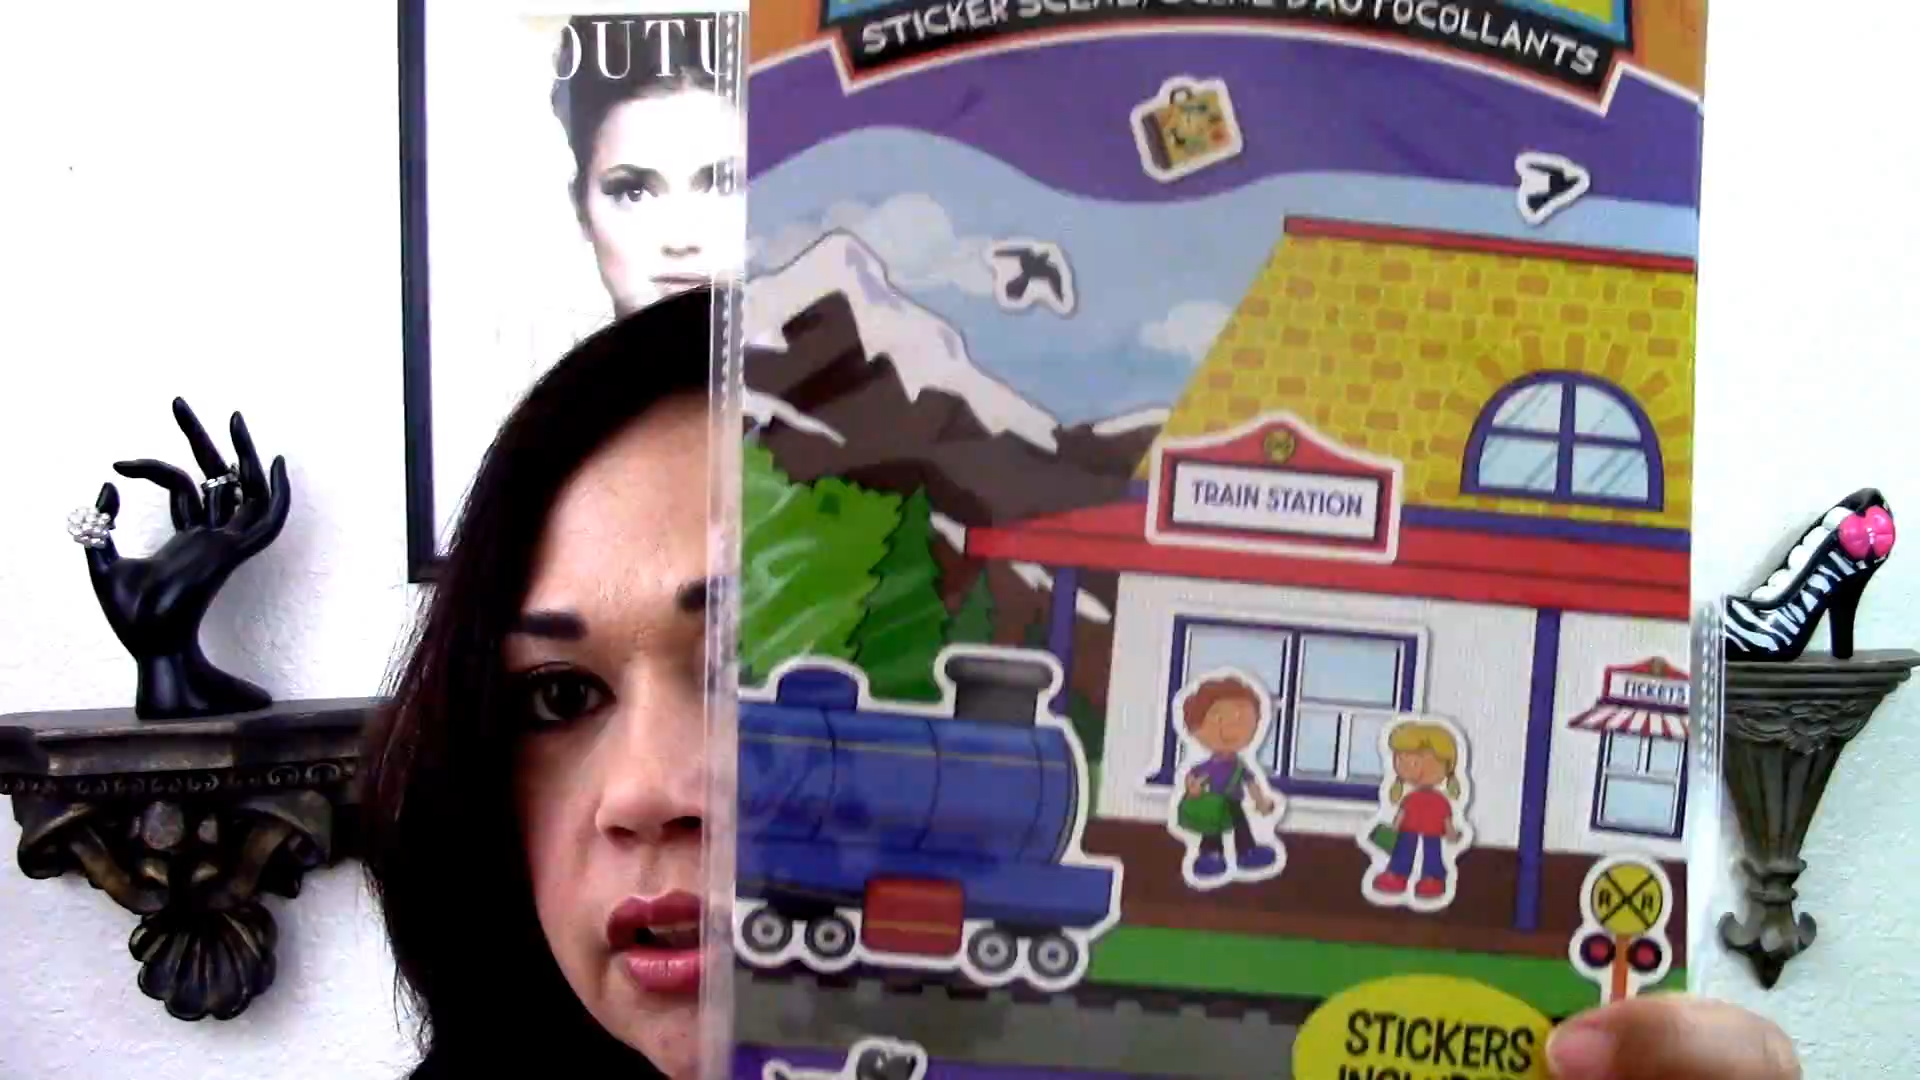 OUTU
STICKER SCENE/SCÈNE D'AUTOCOLLANTS
TRAIN STATION
TICKETS
R R
STICKERS